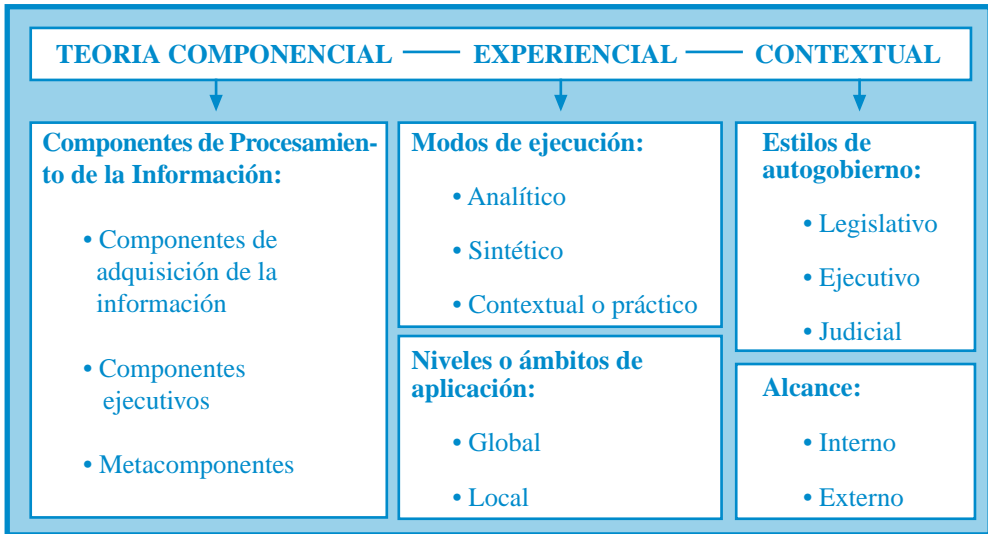 TEORIA COMPONENCIAL EXPERIENCIAL CONTEXTUAL
Componentes de Procesamien-
to de la Información:
• Componentes de
adquisición de la
información
• Componentes
ejecutivos
• Metacomponentes
Modos de ejecución:
• Analítico
• Sintético
• Contextual o práctico
Niveles o ámbitos de
aplicación:
• Global
• Local
Estilos de
autogobierno:
• Legislativo
• Ejecutivo
• Judicial
Alcance:
• Interno
• Externo